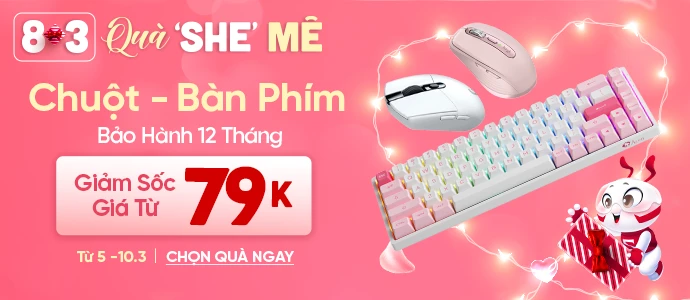 8 3 Quà 'SHE' MÊ
Chuột - Bàn Phím
Bảo Hành 12 Tháng
Giảm Sốc
Giá Từ
79K
Từ 5 -10.3 | CHỌN QUÀ NGAY